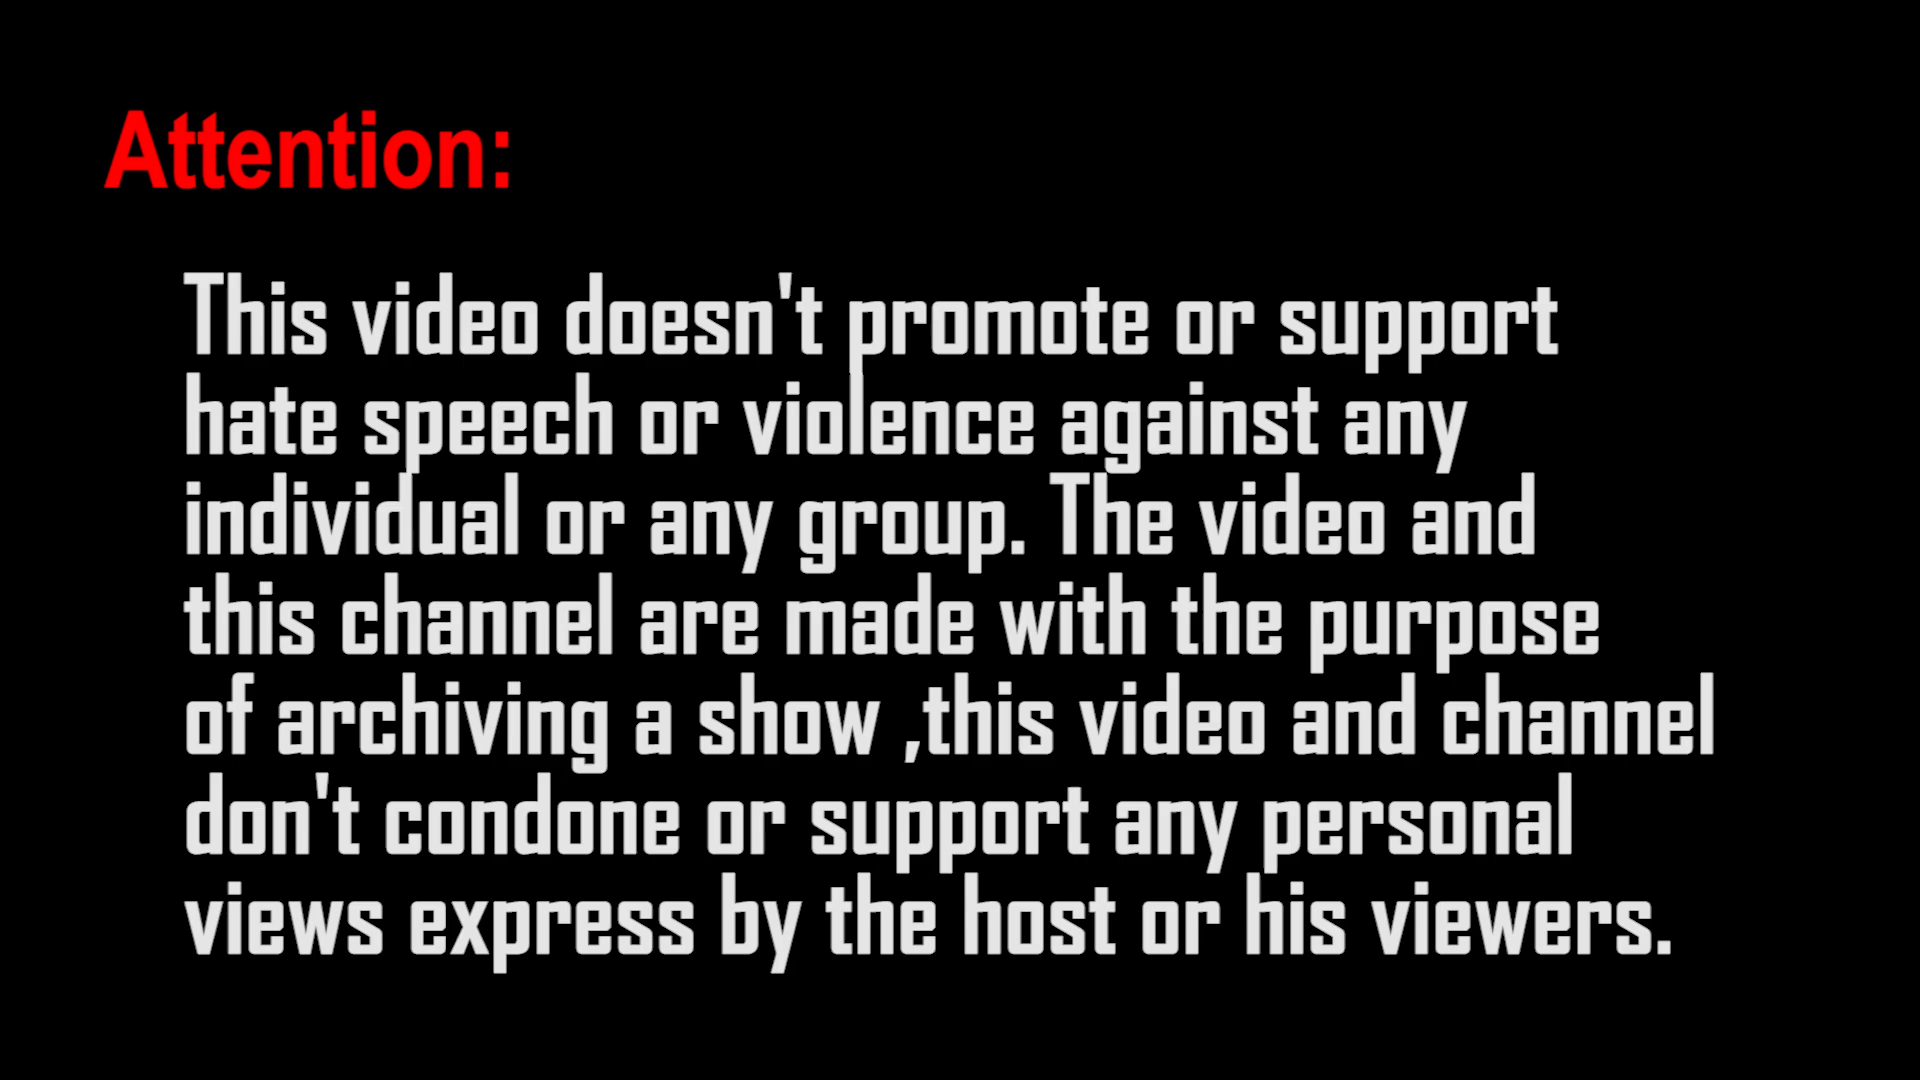 Attention:
This video doesn't promote or support
hate speech or violence against any
individual or any group. The video and
this channel are made with the purpose
of archiving a show ,this video and channel
don't condone or support any personal
views express by the host or his viewers.